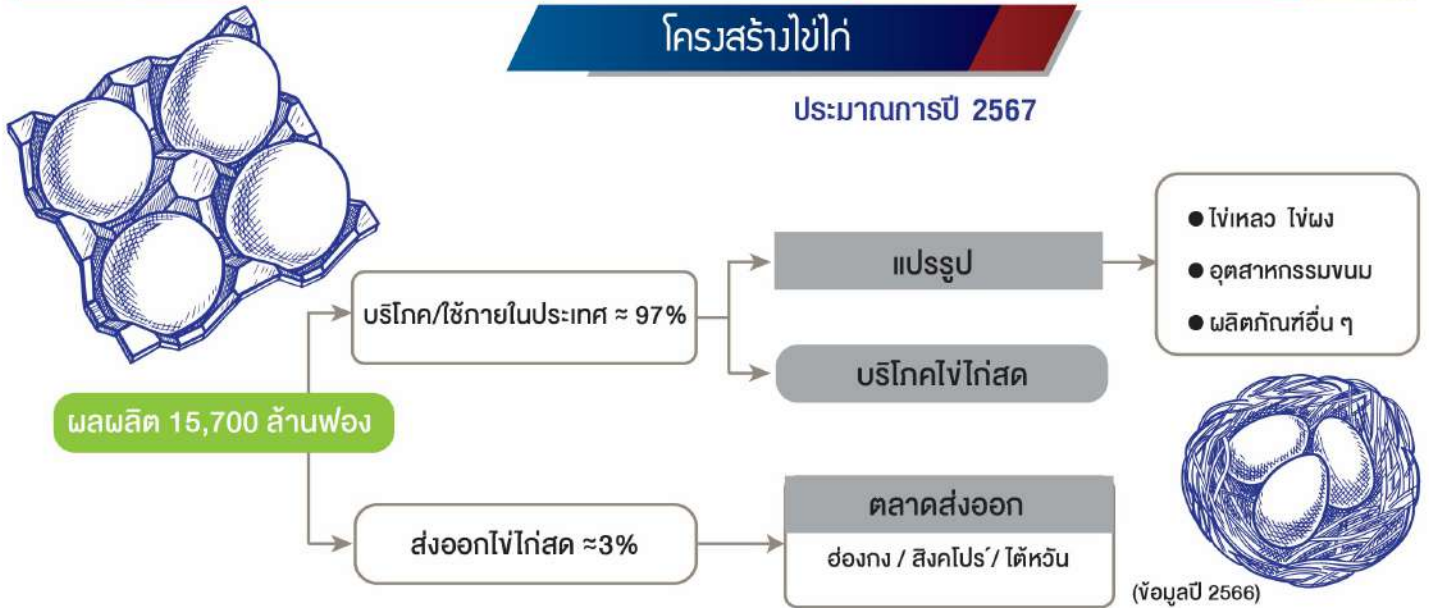 โครงสร้างไข่ไก่
ประมาณการปี 2567
ผลผลิต 15,700 ล้านฟอง
บริโภค/ใช้ภายในประเทศ ≈ 97%
แปรรูป
● ไข่เหลว ไข่ผง
● อุตสาหกรรมขนม
● ผลิตภัณฑ์อื่น ๆ
บริโภคไข่ไก่สด
ส่งออกไข่ไก่สด ≈3%
ตลาดส่งออก
ฮ่องกง / สิงคโปร์ / ไต้หวัน
(ข้อมูลปี 2566)